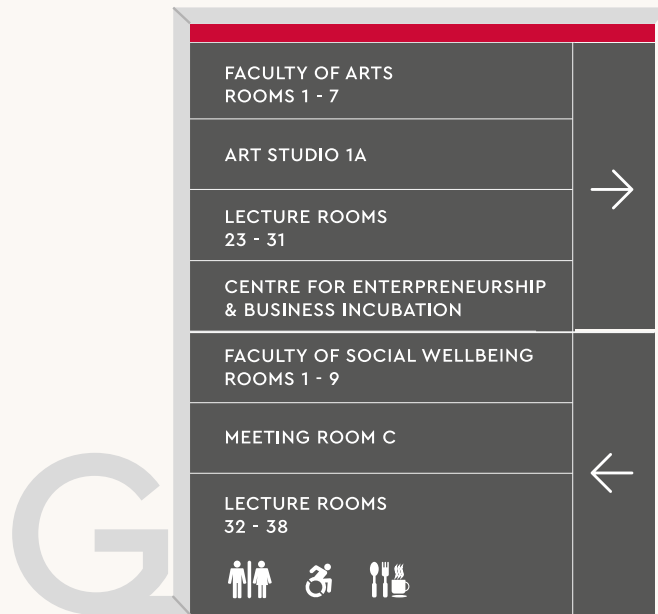 FACULTY OF ARTS
ROOMS 1 - 7
ART STUDIO 1A
LECTURE ROOMS
23 - 31
CENTRE FOR ENTERPRENEURSHIP
& BUSINESS INCUBATION
FACULTY OF SOCIAL WELLBEING
ROOMS 1 - 9
MEETING ROOM C
LECTURE ROOMS
32 - 38
G